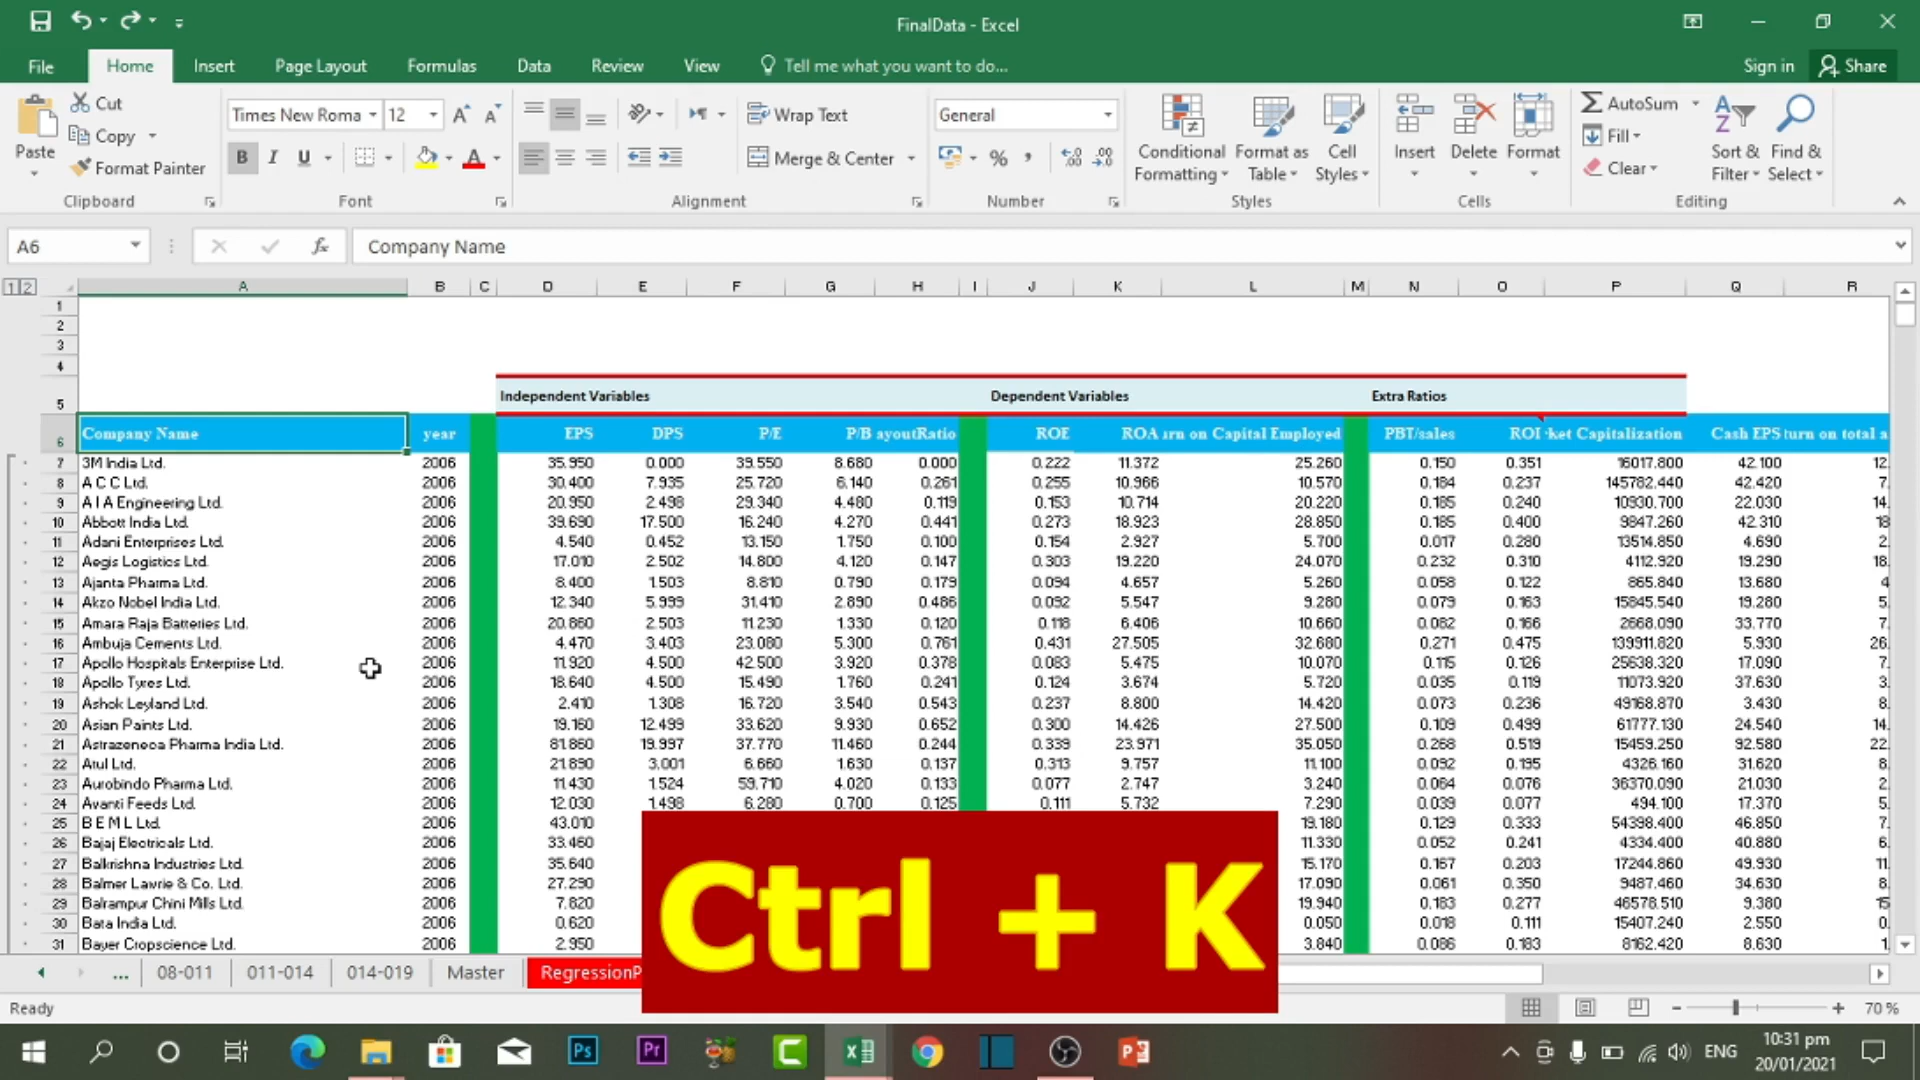 FinalData - Excel
File Home Insert Page Layout Formulas Data Review View Tell me what you want to do... Sign in Share
Paste Cut Copy Format Painter Clipboard
Times New Roma 12 B I U Font
Wrap Text Merge & Center Alignment
General % Number
Conditional Formatting Format as Table Cell Styles Styles
Insert Delete Format Cells
AutoSum Fill Clear Sort & Filter Find & Select Editing
A6 fx Company Name
1 2 A B C D E F G H I J K L M N O P Q R
1
2
3
4
5 Independent Variables Dependent Variables Extra Ratios
6 Company Name year EPS DPS P/E P/B ayoutRatio ROE ROA urn on Capital Employed PBT/sales ROI ket Capitalization Cash EPS turn on total a
7 3M India Ltd. 2006 35.950 0.000 39.550 8.680 0.000 0.222 11.372 25.260 0.150 0.351 16017.800 42.100 12.
8 A C C Ltd. 2006 30.400 7.935 25.720 6.140 0.261 0.255 10.966 10.570 0.184 0.237 145782.440 42.420 7.
9 A I A Engineering Ltd. 2006 20.950 2.498 29.340 4.480 0.119 0.153 10.714 20.220 0.185 0.240 10930.700 22.030 14.
10 Abbott India Ltd. 2006 39.690 17.500 16.240 4.270 0.441 0.273 18.923 28.850 0.185 0.400 9847.260 42.310 18
11 Adani Enterprises Ltd. 2006 4.540 0.452 13.150 1.750 0.100 0.154 2.927 5.700 0.017 0.280 13514.850 4.690 2.
12 Aegis Logistics Ltd. 2006 17.010 2.502 14.800 4.120 0.147 0.303 19.220 24.070 0.232 0.310 4112.920 19.290 18.
13 Ajanta Pharma Ltd. 2006 8.400 1.503 8.810 0.790 0.179 0.094 4.657 5.260 0.058 0.122 865.840 13.680 4
14 Akzo Nobel India Ltd. 2006 12.340 5.999 31.410 2.890 0.486 0.092 5.547 9.280 0.079 0.163 15845.540 19.280 5.
15 Amara Raja Batteries Ltd. 2006 20.860 2.503 11.230 1.330 0.120 0.118 6.406 10.660 0.082 0.166 2668.090 33.770 7.
16 Ambuja Cements Ltd. 2006 4.470 3.403 23.080 5.300 0.761 0.431 27.505 32.680 0.271 0.475 139911.820 5.930 26.
17 Apollo Hospitals Enterprise Ltd. 2006 11.920 4.500 42.500 3.920 0.378 0.083 5.475 10.070 0.115 0.126 25638.320 17.090 7.
18 Apollo Tyres Ltd. 2006 18.640 4.500 15.490 1.760 0.241 0.124 3.674 5.720 0.035 0.119 11073.920 37.630 3.
19 Ashok Leyland Ltd. 2006 2.410 1.308 16.720 3.540 0.543 0.237 8.800 14.420 0.073 0.236 49168.870 3.430 8.
20 Asian Paints Ltd. 2006 19.160 12.499 33.620 9.930 0.652 0.300 14.426 27.500 0.109 0.499 61777.130 24.540 14.
21 Astrazeneca Pharma India Ltd. 2006 81.860 19.997 37.770 11.460 0.244 0.339 23.971 35.050 0.268 0.519 15459.250 92.580 22.
22 Atul Ltd. 2006 21.890 3.001 6.660 1.630 0.137 0.313 9.757 11.100 0.092 0.195 4326.160 31.620 8.
23 Aurobindo Pharma Ltd. 2006 11.430 1.524 59.710 4.020 0.133 0.077 2.747 3.240 0.064 0.076 36370.090 21.030 2.
24 Avanti Feeds Ltd. 2006 12.030 1.498 6.280 0.700 0.125 0.111 5.732 7.290 0.039 0.077 494.100 17.370 5.
25 B E M L Ltd. 2006 43.010 19.180 0.129 0.333 54398.400 46.850 7.
26 Bajaj Electricals Ltd. 2006 33.460 11.330 0.052 0.241 4334.400 40.880 6.
27 Balkrishna Industries Ltd. 2006 35.640 15.170 0.167 0.203 17244.860 49.930 11.
28 Balmer Lawrie & Co. Ltd. 2006 27.290 17.090 0.061 0.350 9487.460 34.630 8.
29 Balrampur Chini Mills Ltd. 2006 7.820 19.940 0.183 0.277 46578.510 9.380 15
30 Bata India Ltd. 2006 0.620 0.050 0.018 0.111 15407.240 2.550 0.
31 Bayer Cropscience Ltd. 2006 2.950 3.840 0.086 0.183 8162.420 8.630 1.
Ctrl + K
... 08-011 011-014 014-019 Master RegressionP
Ready 70 %
Ps Pr ENG 10:31 pm
20/01/2021